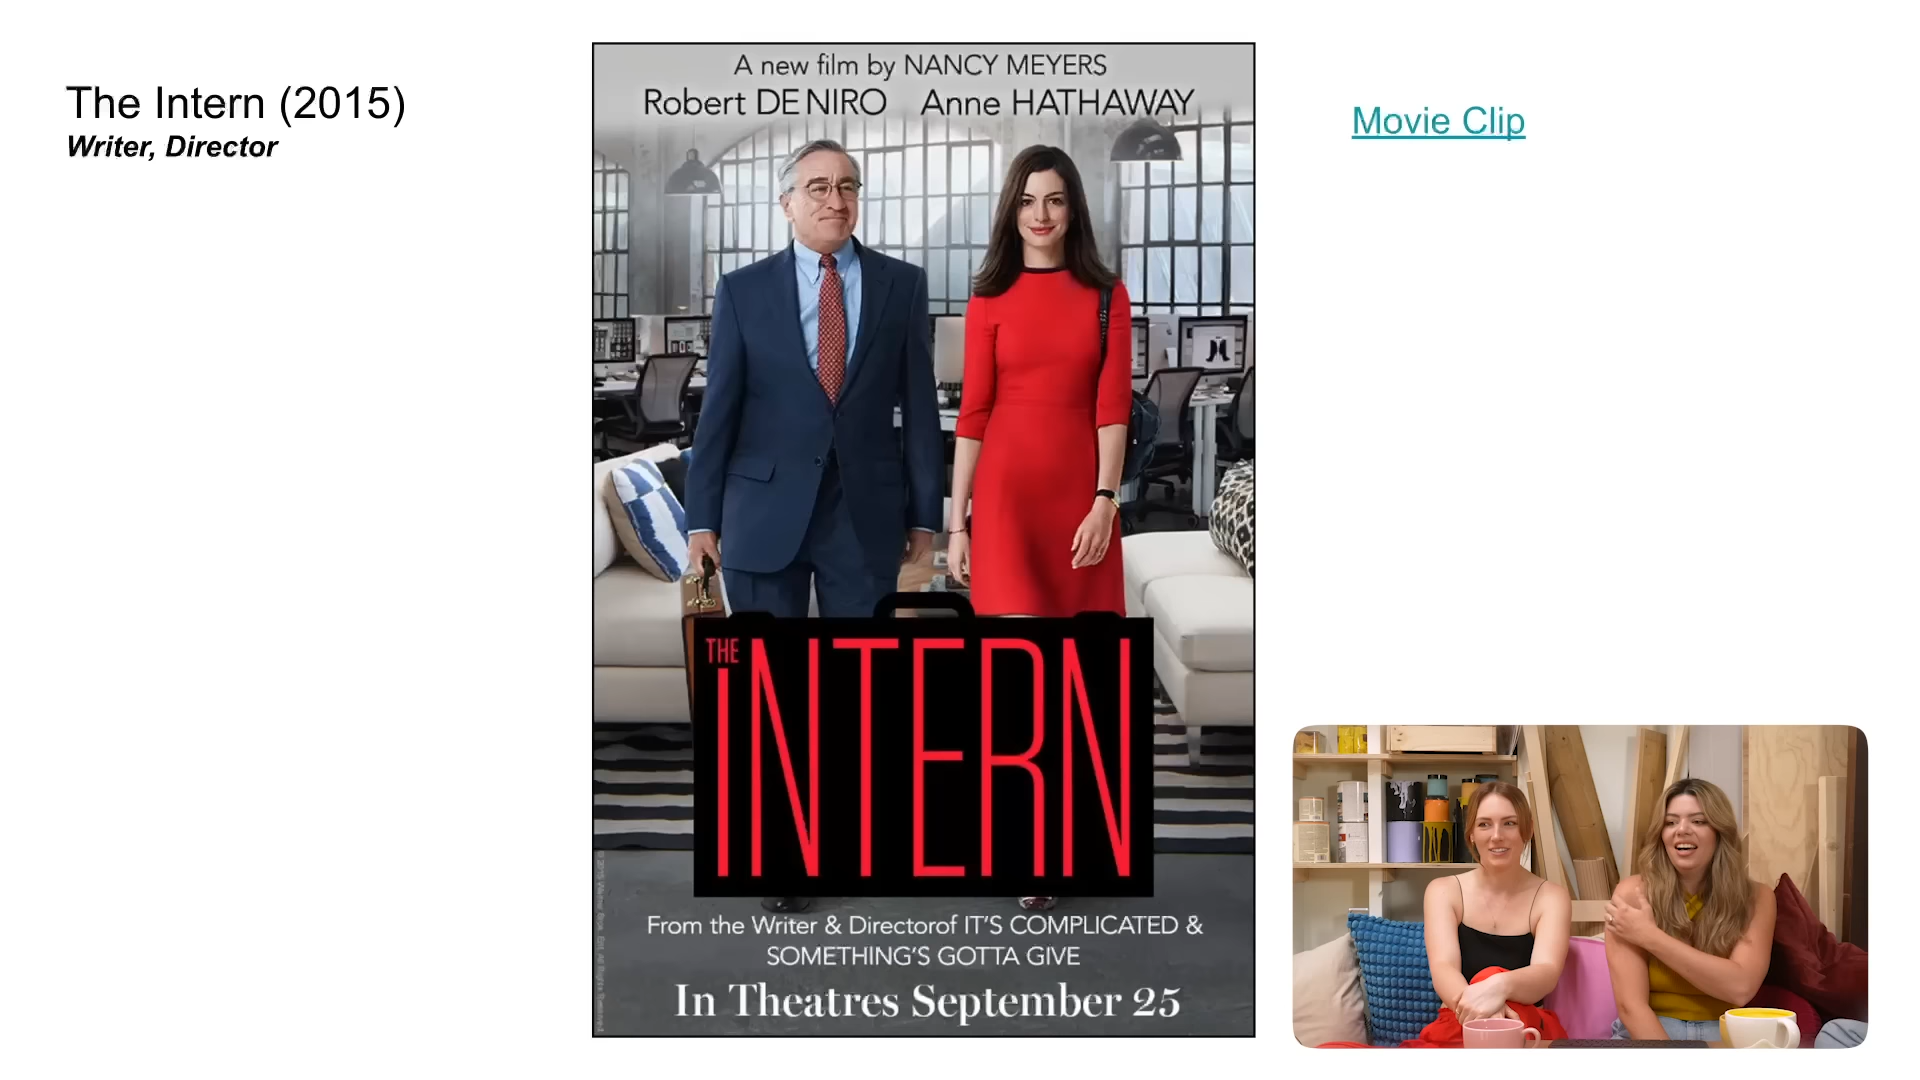 The Intern (2015)
Writer, Director
A new film by NANCY MEYERS
Robert DE NIRO Anne HATHAWAY
Movie Clip
THE
INTERN
From the Writer & Directorof IT'S COMPLICATED &
SOMETHING'S GOTTA GIVE
In Theatres September 25